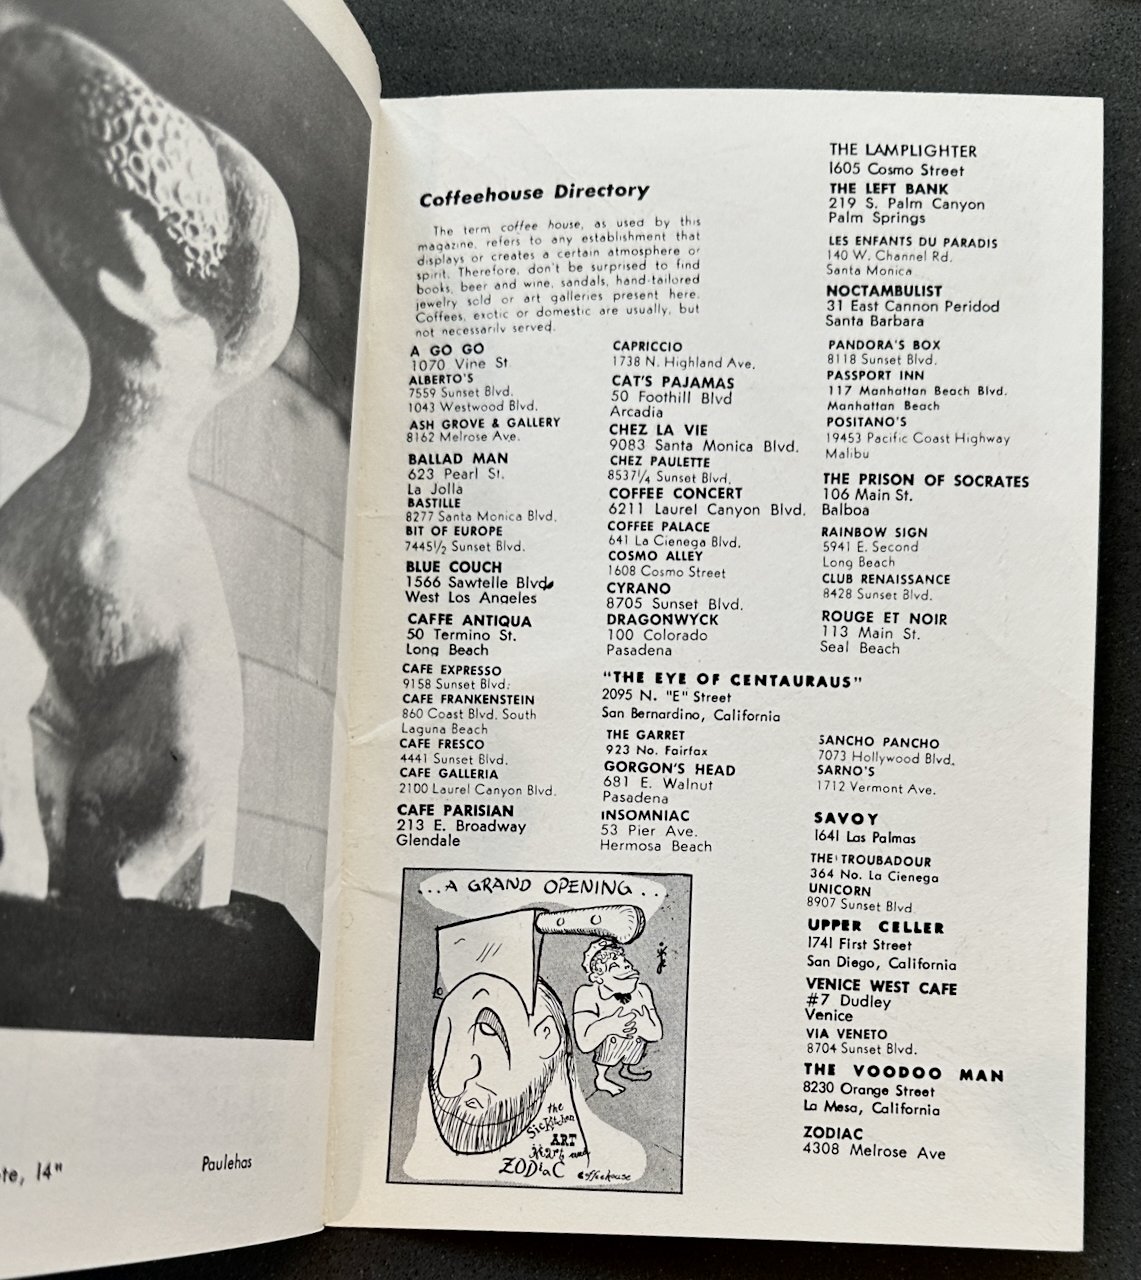 te, 14"
Paulehas
Coffeehouse Directory
The term coffee house, as used by this
magazine, refers to any establishment that
displays or creates a certain atmosphere or
spirit. Therefore, don't be surprised to find
books, beer and wine, sandals, hand-tailored
jewelry sold or art galleries present here.
Coffees, exotic or domestic are usually, but
not necessarily served.
A GO GO
1070 Vine St
ALBERTO'S
7559 Sunset Blvd.
1043 Westwood Blvd.
ASH GROVE & GALLERY
8162 Melrose Ave.
BALLAD MAN
623 Pearl St.
La Jolla
BASTILLE
8277 Santa Monica Blvd.
BIT OF EUROPE
7445½ Sunset Blvd.
BLUE COUCH
1566 Sawtelle Blvd
West Los Angeles
CAFFE ANTIQUA
50 Termino St.
Long Beach
CAFE EXPRESSO
9158 Sunset Blvd.
CAFE FRANKENSTEIN
860 Coast Blvd. South
Laguna Beach
CAFE FRESCO
4441 Sunset Blvd.
CAFE GALLERIA
2100 Laurel Canyon Blvd.
CAFE PARISIAN
213 E. Broadway
Glendale
CAPRICCIO
1738 N. Highland Ave.
CAT'S PAJAMAS
50 Foothill Blvd
Arcadia
CHEZ LA VIE
9083 Santa Monica Blvd.
CHEZ PAULETTE
8537¼ Sunset Blvd.
COFFEE CONCERT
6211 Laurel Canyon Blvd.
COFFEE PALACE
641 La Cienega Blvd.
COSMO ALLEY
1608 Cosmo Street
CYRANO
8705 Sunset Blvd.
DRAGONWYCK
100 Colorado
Pasadena
"THE EYE OF CENTAURAUS"
2095 N. "E" Street
San Bernardino, California
THE GARRET
923 No. Fairfax
GORGON'S HEAD
681 E. Walnut
Pasadena
INSOMNIAC
53 Pier Ave.
Hermosa Beach
THE LAMPLIGHTER
1605 Cosmo Street
THE LEFT BANK
219 S. Palm Canyon
Palm Springs
LES ENFANTS DU PARADIS
140 W. Channel Rd.
Santa Monica
NOCTAMBULIST
31 East Cannon Peridod
Santa Barbara
PANDORA'S BOX
8118 Sunset Blvd.
PASSPORT INN
117 Manhattan Beach Blvd.
Manhattan Beach
POSITANO'S
19453 Pacific Coast Highway
Malibu
THE PRISON OF SOCRATES
106 Main St.
Balboa
RAINBOW SIGN
5941 E. Second
Long Beach
CLUB RENAISSANCE
8428 Sunset Blvd.
ROUGE ET NOIR
113 Main St.
Seal Beach
SANCHO PANCHO
7073 Hollywood Blvd.
SARNO'S
1712 Vermont Ave.
SAVOY
1641 Las Palmas
THE TROUBADOUR
364 No. La Cienega
UNICORN
8907 Sunset Blvd
UPPER CELLER
1741 First Street
San Diego, California
VENICE WEST CAFE
#7 Dudley
Venice
VIA VENETO
8704 Sunset Blvd.
THE VOODOO MAN
8230 Orange Street
La Mesa, California
ZODIAC
4308 Melrose Ave
...A GRAND OPENING...
the
SicKitchen
ART
and
ZODiAC
Coffeehouse